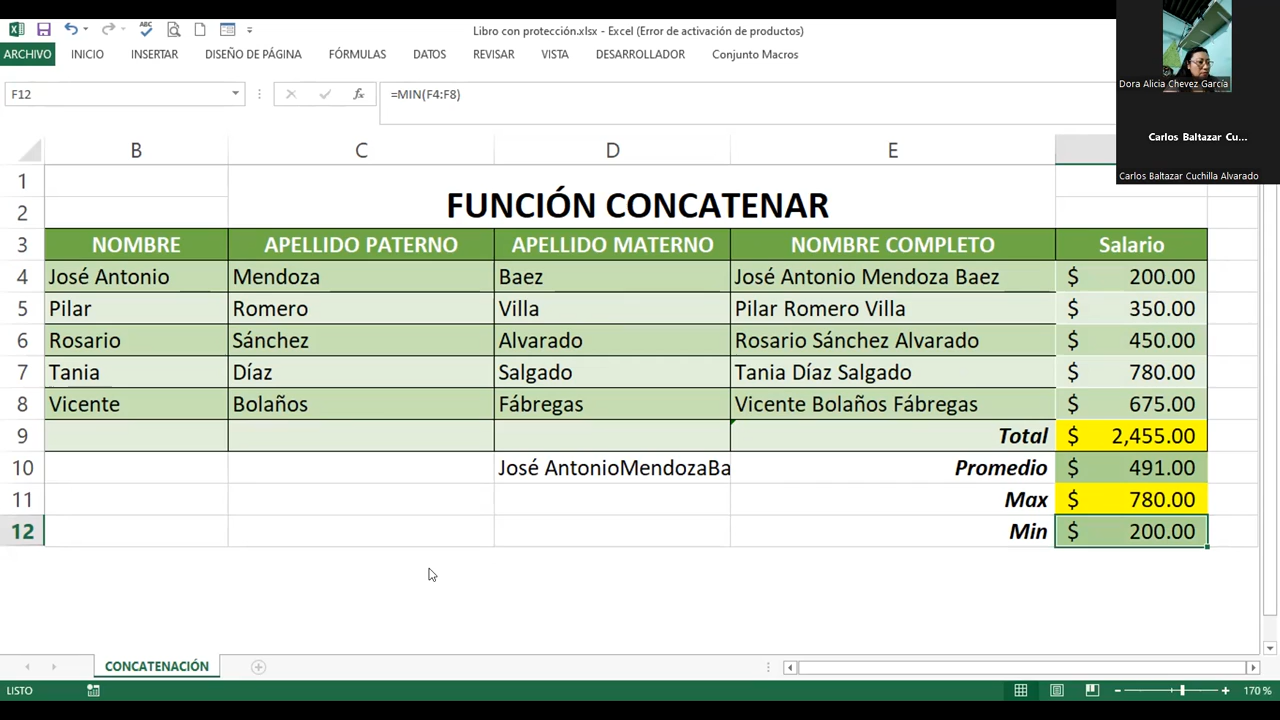 Libro con protección.xlsx - Excel (Error de activación de productos)
ARCHIVO INICIO INSERTAR DISEÑO DE PÁGINA FÓRMULAS DATOS REVISAR VISTA DESARROLLADOR Conjunto Macros
F12 fx =MIN(F4:F8)
Dora Alicia Chevez García
Carlos Baltazar Cu...
Carlos Baltazar Cuchilla Alvarado
B C D E
1
2 FUNCIÓN CONCATENAR
3 NOMBRE APELLIDO PATERNO APELLIDO MATERNO NOMBRE COMPLETO Salario
4 José Antonio Mendoza Baez José Antonio Mendoza Baez $ 200.00
5 Pilar Romero Villa Pilar Romero Villa $ 350.00
6 Rosario Sánchez Alvarado Rosario Sánchez Alvarado $ 450.00
7 Tania Díaz Salgado Tania Díaz Salgado $ 780.00
8 Vicente Bolaños Fábregas Vicente Bolaños Fábregas $ 675.00
9 Total $ 2,455.00
10 José AntonioMendozaBa Promedio $ 491.00
11 Max $ 780.00
12 Min $ 200.00
CONCATENACIÓN
LISTO 170 %